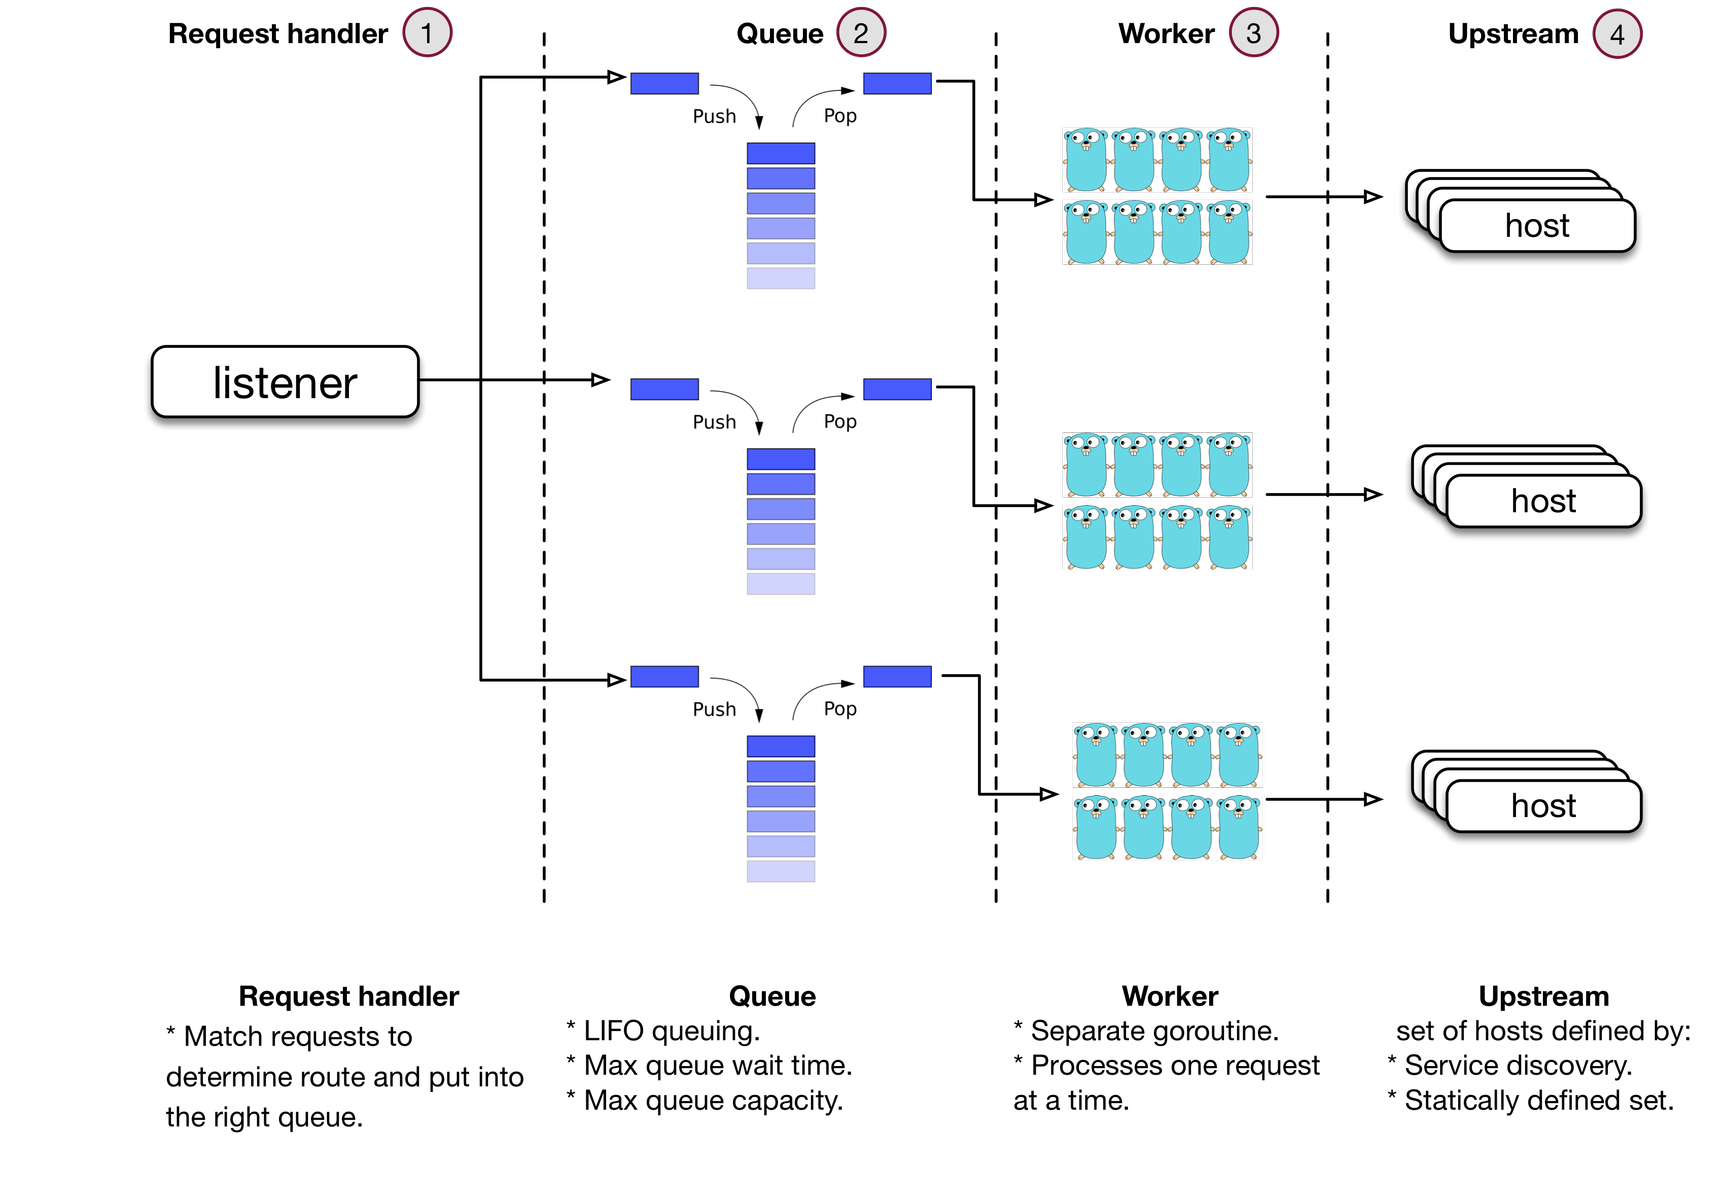 Request handler 1
Queue 2
Worker 3
Upstream 4
Push
Pop
host
listener
Push
Pop
host
Push
Pop
host
Request handler
* Match requests to
determine route and put into
the right queue.
Queue
* LIFO queuing.
* Max queue wait time.
* Max queue capacity.
Worker
* Separate goroutine.
* Processes one request
at a time.
Upstream
set of hosts defined by:
* Service discovery.
* Statically defined set.